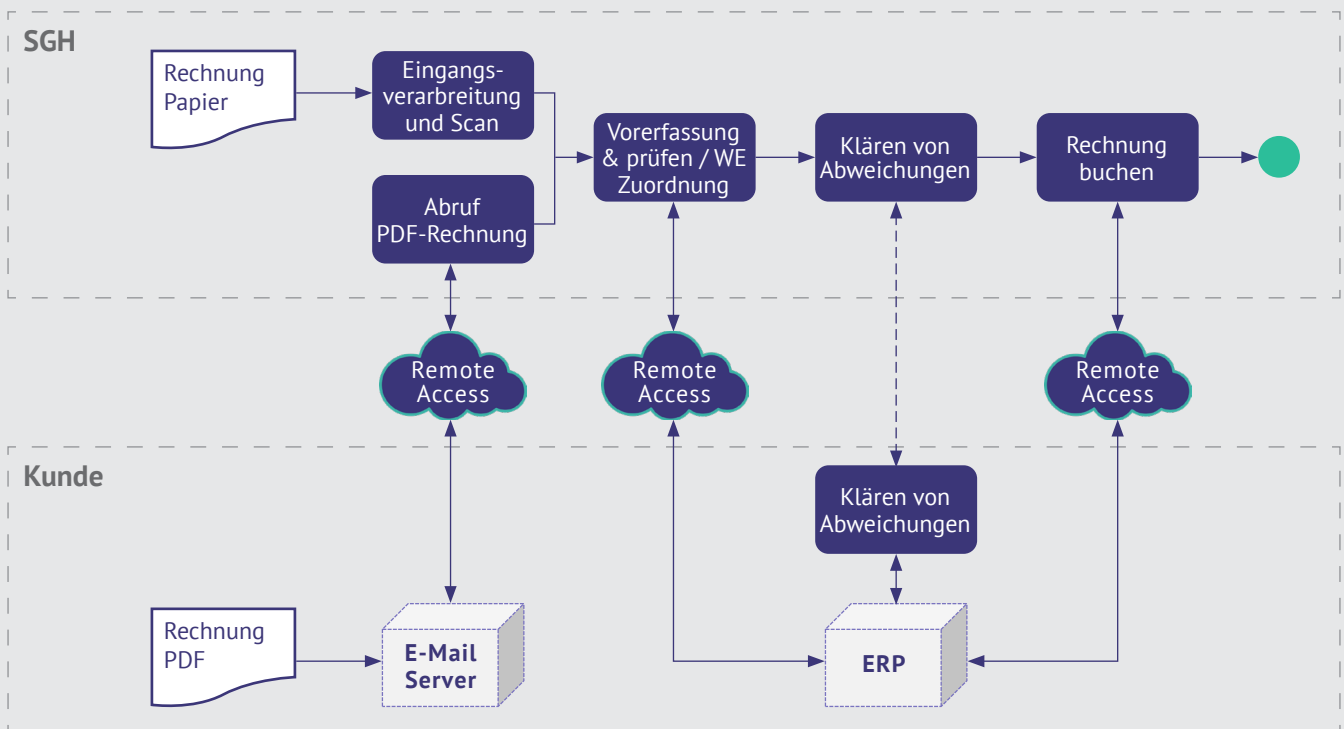 SGH
Rechnung
Papier
Eingangs-
verarbreitung
und Scan
Abruf
PDF-Rechnung
Vorerfassung
& prüfen / WE
Zuordnung
Klären von
Abweichungen
Rechnung
buchen
Remote
Access
Remote
Access
Remote
Access
Kunde
Klären von
Abweichungen
Rechnung
PDF
E-Mail
Server
ERP